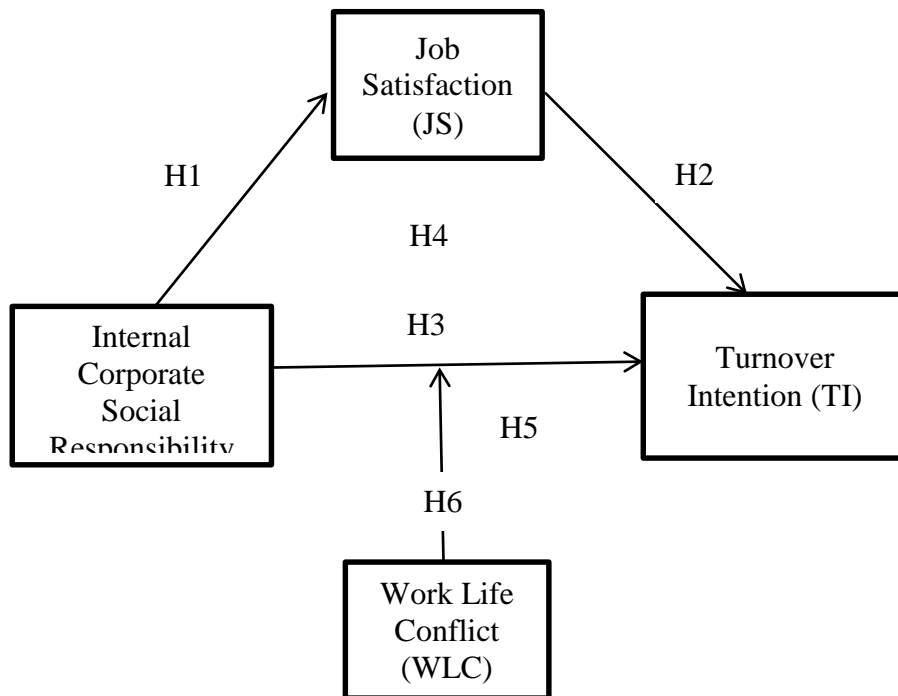 Job
Satisfaction
(JS)
H1
H2
H4
Internal
Corporate
Social
Responsibility
H3
Turnover
Intention (TI)
H5
H6
Work Life
Conflict
(WLC)